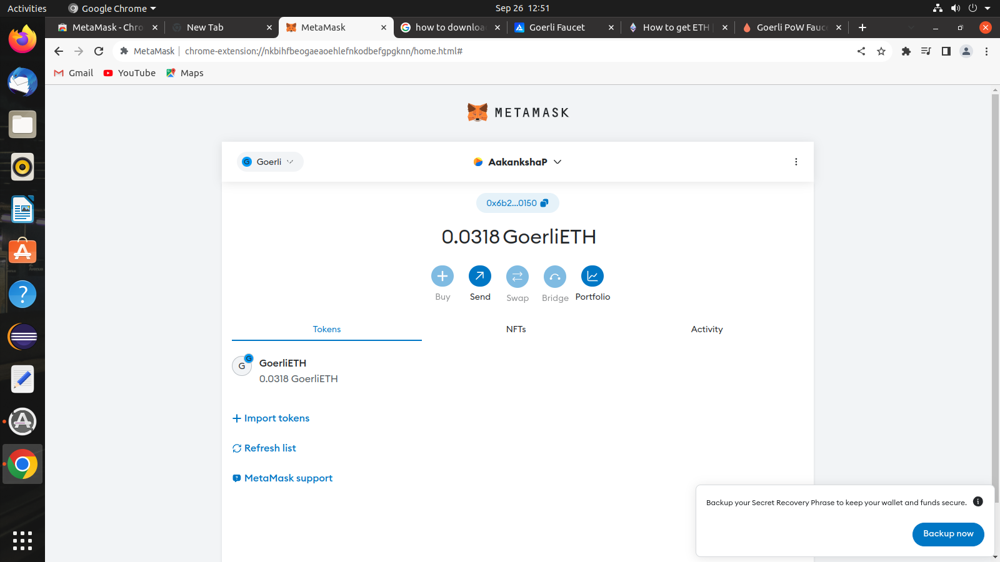 Activities
Google Chrome
Sep 26 12:51
MetaMask - Chro
New Tab
MetaMask
how to downloa
Goerli Faucet
How to get ETH |
Goerli PoW Fauc
MetaMask
chrome-extension://nkbihfbeogaeaoehlefnkodbefgpgknn/home.html#
Gmail
YouTube
Maps
METAMASK
G Goerli
AakankshaP
0x6b2...0150
0.0318 GoerliETH
Buy
Send
Swap
Bridge
Portfolio
Tokens
NFTs
Activity
G
G
GoerliETH
0.0318 GoerliETH
Import tokens
Refresh list
MetaMask support
Backup your Secret Recovery Phrase to keep your wallet and funds secure.
Backup now